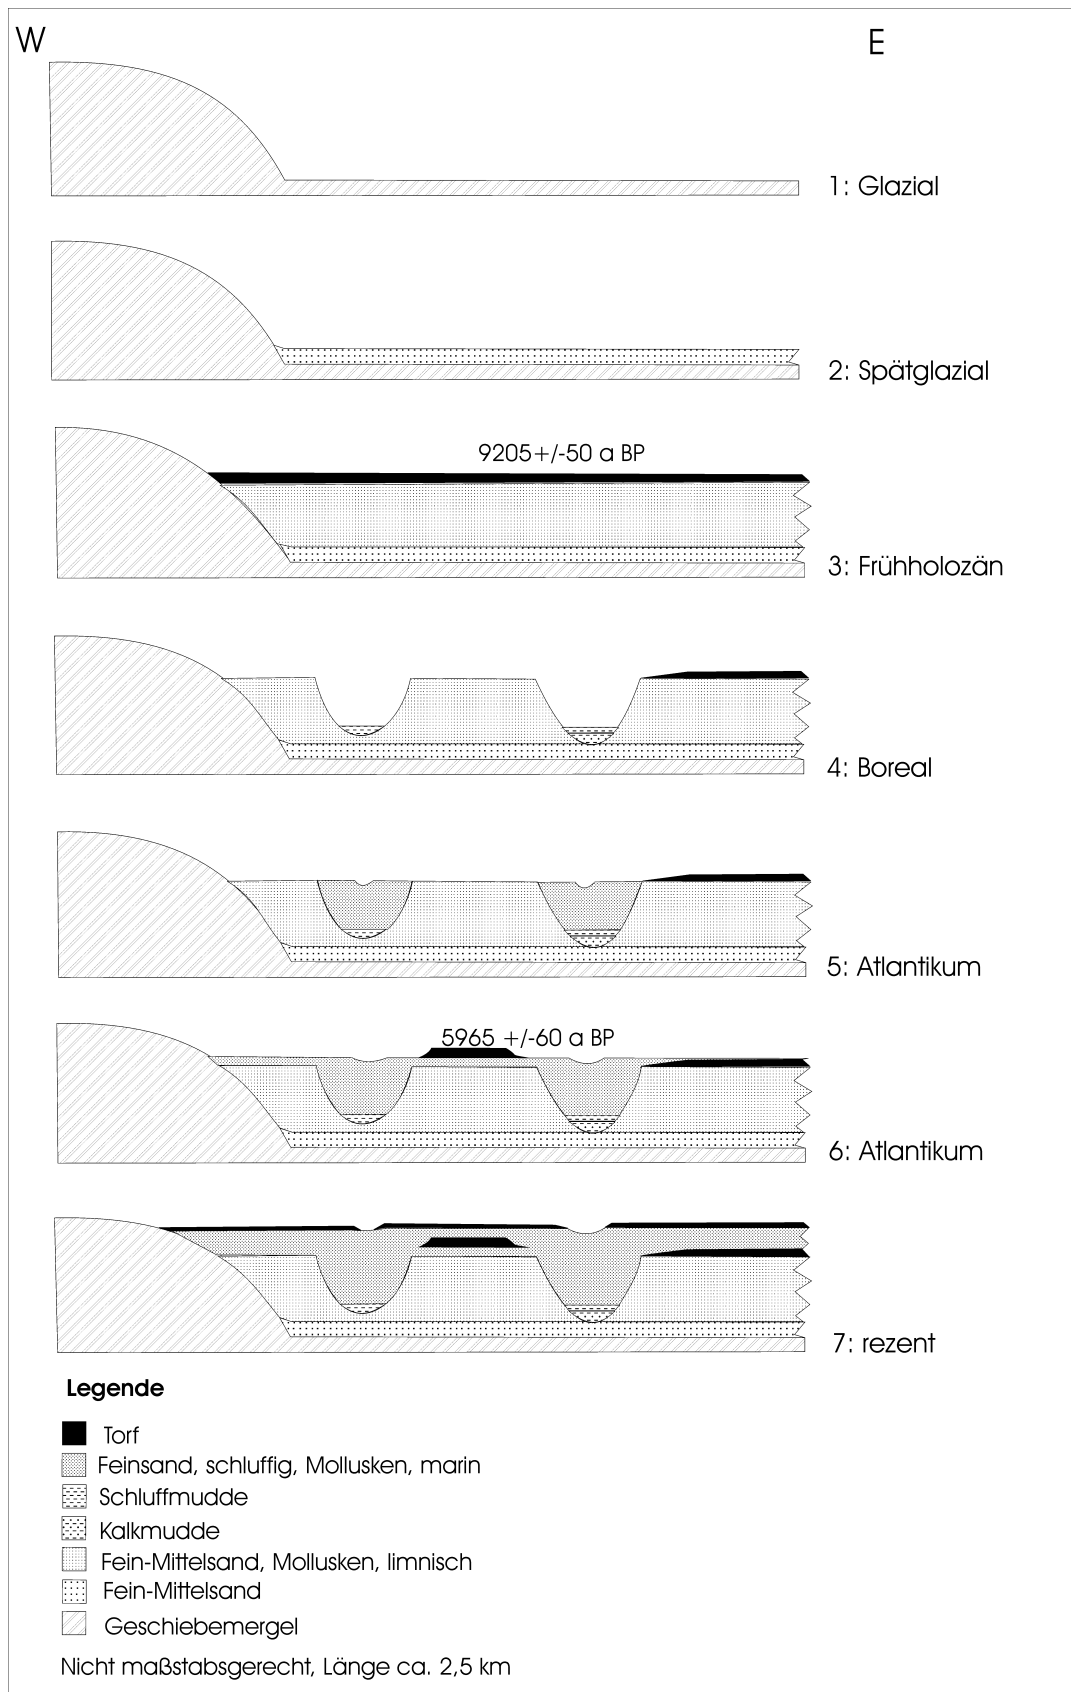 W
E
1: Glazial
2: Spätglazial
9205+/-50 a BP
3: Frühholozän
4: Boreal
5: Atlantikum
5965 +/-60 a BP
6: Atlantikum
7: rezent
Legende
Torf
Feinsand, schluffig, Mollusken, marin
Schluffmudde
Kalkmudde
Fein-Mittelsand, Mollusken, limnisch
Fein-Mittelsand
Geschiebemergel
Nicht maßstabsgerecht, Länge ca. 2,5 km